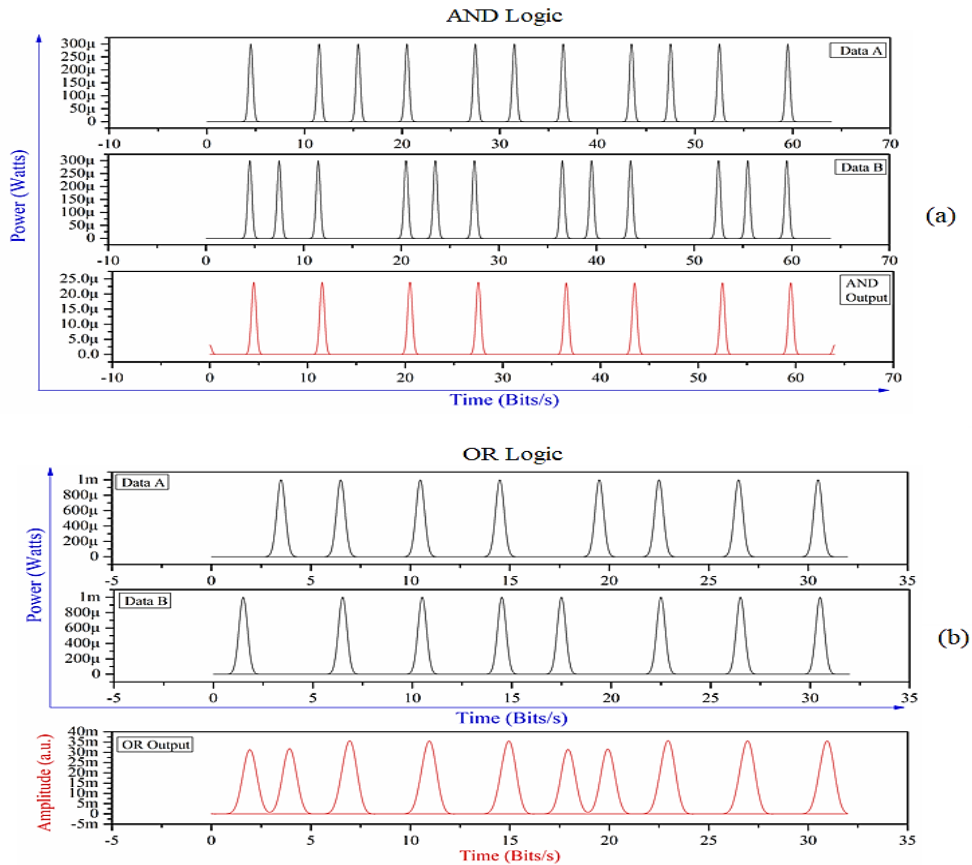 AND Logic
300μ
250μ
200μ
150μ
100μ
50μ
0
Data A
-10 0 10 20 30 40 50 60 70
300μ
250μ
200μ
150μ
100μ
50μ
0
Data B
-10 0 10 20 30 40 50 60 70
25.0μ
20.0μ
15.0μ
10.0μ
5.0μ
0.0
AND
Output
-10 0 10 20 30 40 50 60 70
Power (Watts)
Time (Bits/s)
(a)
OR Logic
1m
800μ
600μ
400μ
200μ
0
Data A
-5 0 5 10 15 20 25 30 35
1m
800μ
600μ
400μ
200μ
0
Data B
-5 0 5 10 15 20 25 30 35
Power (Watts)
Time (Bits/s)
(b)
40m
35m
30m
25m
20m
15m
10m
5m
0
-5m
OR Output
-5 0 5 10 15 20 25 30 35
Amplitude (a.u.)
Time (Bits/s)